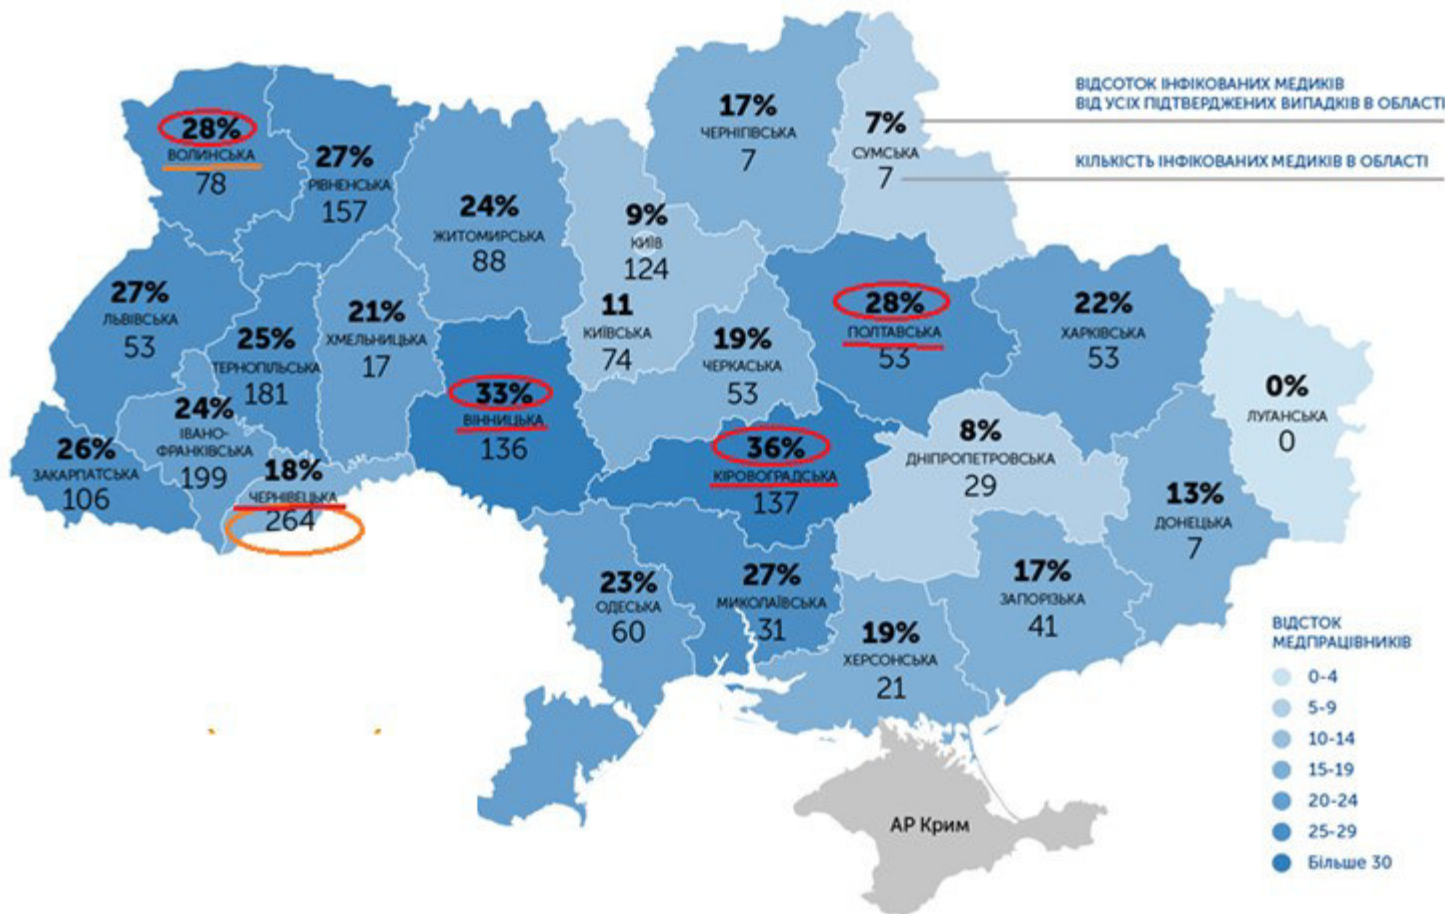 ВІДСОТОК ІНФІКОВАНИХ МЕДИКІВ
ВІД УСІХ ПІДТВЕРДЖЕНИХ ВИПАДКІВ В ОБЛАСТІ
КІЛЬКІСТЬ ІНФІКОВАНИХ МЕДИКІВ В ОБЛАСТІ
28%
ВОЛИНСЬКА
78
27%
РІВНЕНСЬКА
157
24%
ЖИТОМИРСЬКА
88
9%
КИЇВ
124
17%
ЧЕРНІГІВСЬКА
7
7%
СУМСЬКА
7
27%
ЛЬВІВСЬКА
53
25%
ТЕРНОПІЛЬСЬКА
181
21%
ХМЕЛЬНИЦЬКА
17
11
КИЇВСЬКА
74
19%
ЧЕРКАСЬКА
53
28%
ПОЛТАВСЬКА
53
22%
ХАРКІВСЬКА
53
0%
ЛУГАНСЬКА
0
26%
ЗАКАРПАТСЬКА
106
24%
ІВАНО-
ФРАНКІВСЬКА
199
18%
ЧЕРНІВЕЦЬКА
264
33%
ВІННИЦЬКА
136
36%
КІРОВОГРАДСЬКА
137
8%
ДНІПРОПЕТРОВСЬКА
29
13%
ДОНЕЦЬКА
7
23%
ОДЕСЬКА
60
27%
МИКОЛАЇВСЬКА
31
19%
ХЕРСОНСЬКА
21
17%
ЗАПОРІЗЬКА
41
АР Крим
ВІДСТОК
МЕДПРАЦІВНИКІВ
0-4
5-9
10-14
15-19
20-24
25-29
Більше 30